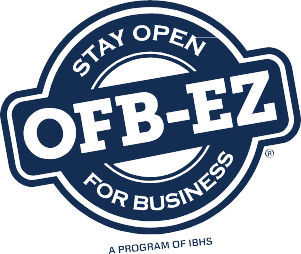 STAY OPEN
OFB-EZ
FOR BUSINESS
®
A PROGRAM OF IBHS